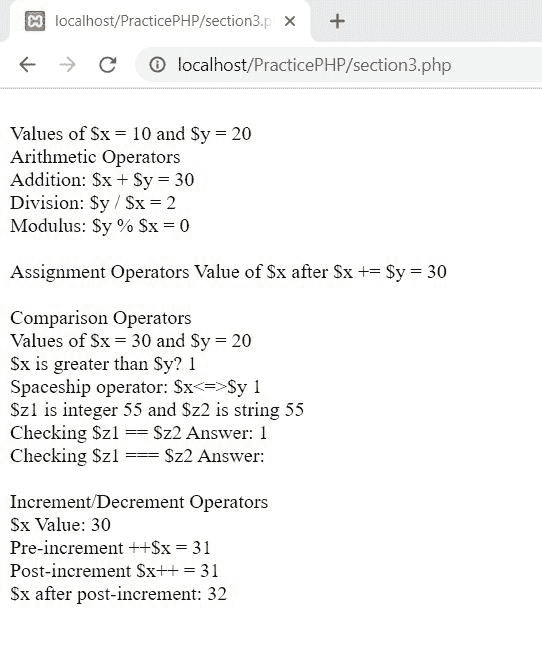 localhost/PracticePHP/section3.p
localhost/PracticePHP/section3.php
Values of $x = 10 and $y = 20
Arithmetic Operators
Addition: $x + $y = 30
Division: $y / $x = 2
Modulus: $y % $x = 0
Assignment Operators Value of $x after $x += $y = 30
Comparison Operators
Values of $x = 30 and $y = 20
$x is greater than $y? 1
Spaceship operator: $x<=>$y 1
$z1 is integer 55 and $z2 is string 55
Checking $z1 == $z2 Answer: 1
Checking $z1 === $z2 Answer:
Increment/Decrement Operators
$x Value: 30
Pre-increment ++$x = 31
Post-increment $x++ = 31
$x after post-increment: 32